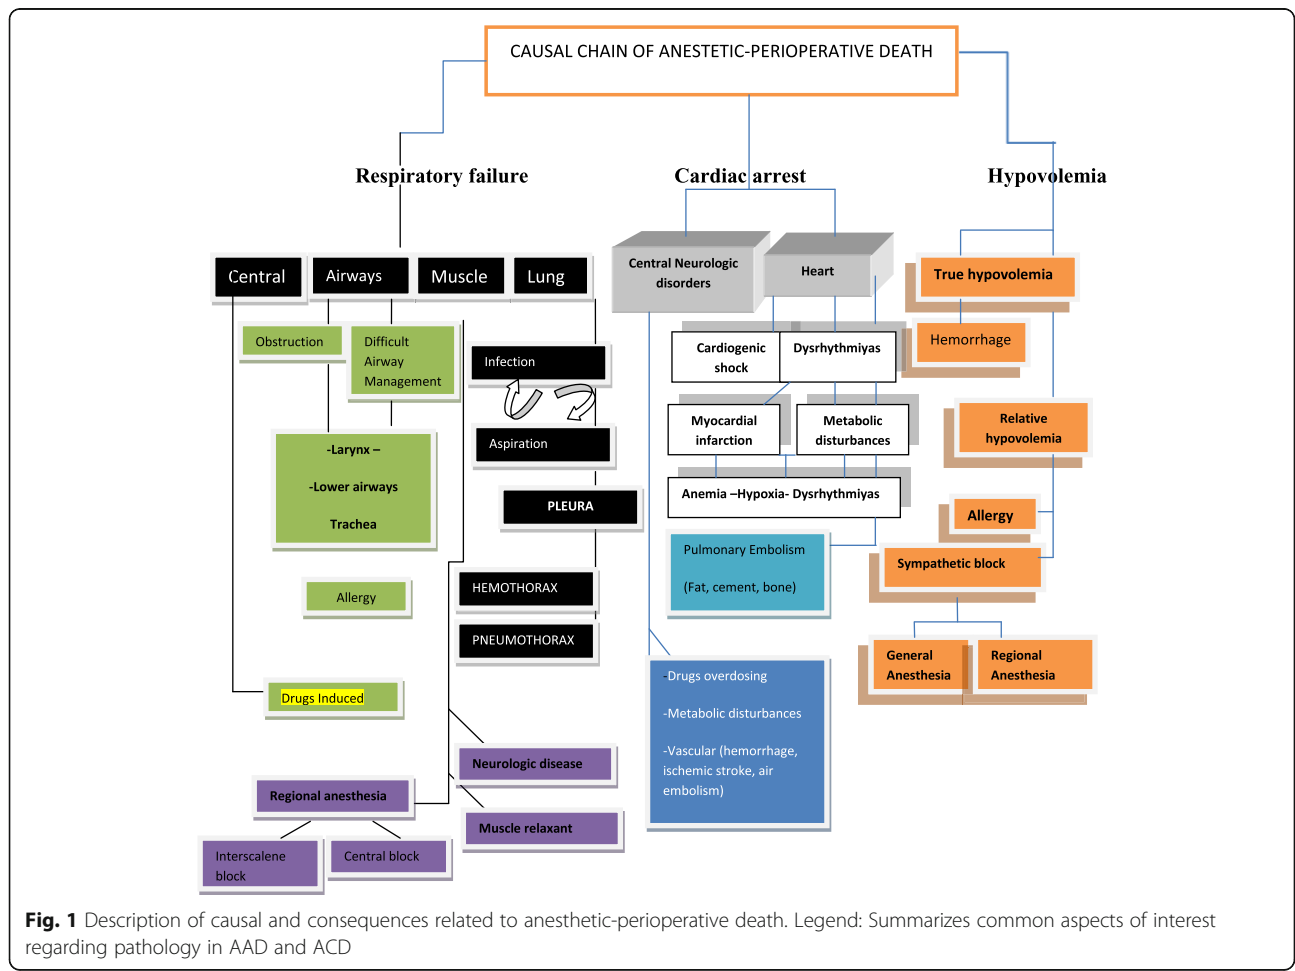 CAUSAL CHAIN OF ANESTETIC-PERIOPERATIVE DEATH
Respiratory failure
Cardiac arrest
Hypovolemia
Central
Airways
Muscle
Lung
Obstruction
Difficult
Airway
Management
-Larynx –
-Lower airways
Trachea
Allergy
Drugs Induced
Infection
Aspiration
PLEURA
HEMOTHORAX
PNEUMOTHORAX
Neurologic disease
Regional anesthesia
Muscle relaxant
Interscalene
block
Central block
Central Neurologic
disorders
Heart
Cardiogenic
shock
Dysrhythmiyas
Myocardial
infarction
Metabolic
disturbances
Anemia –Hypoxia- Dysrhythmiyas
Pulmonary Embolism
(Fat, cement, bone)
-Drugs overdosing
-Metabolic disturbances
-Vascular (hemorrhage,
ischemic stroke, air
embolism)
True hypovolemia
Hemorrhage
Relative
hypovolemia
Allergy
Sympathetic block
General
Anesthesia
Regional
Anesthesia
Fig. 1 Description of causal and consequences related to anesthetic-perioperative death. Legend: Summarizes common aspects of interest
regarding pathology in AAD and ACD